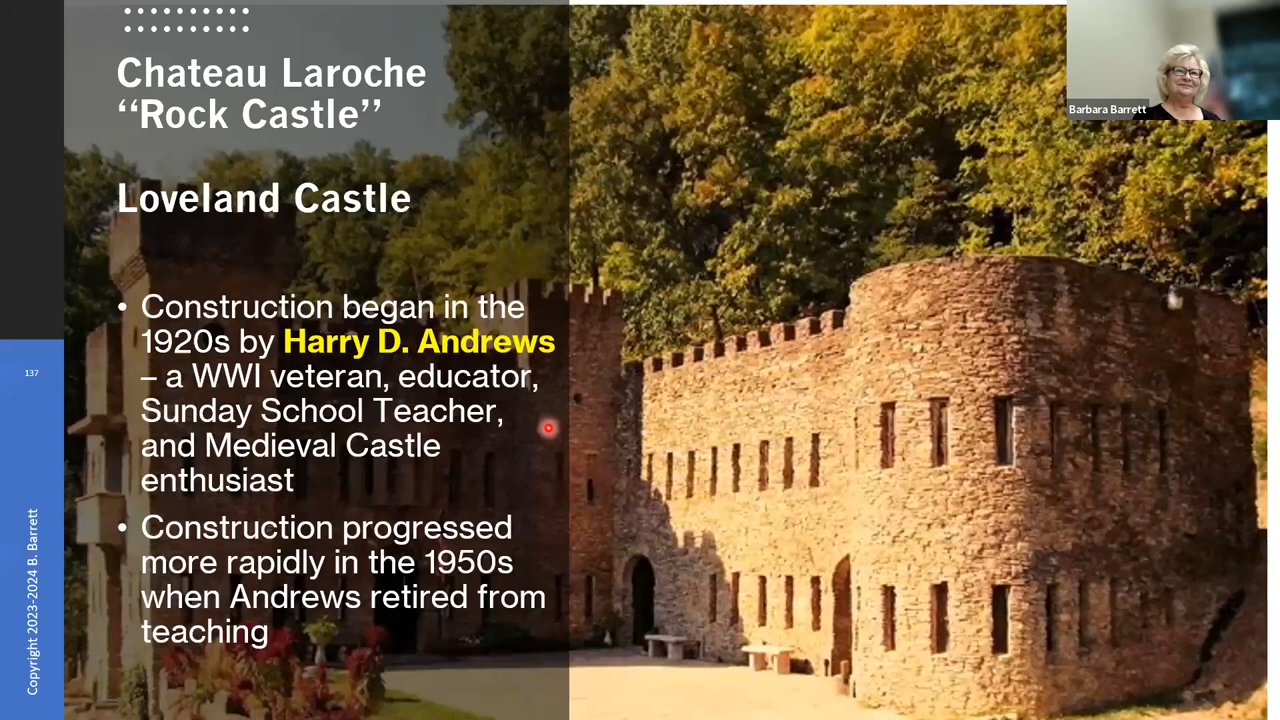 Chateau Laroche
“Rock Castle”
Loveland Castle
• Construction began in the
1920s by Harry D. Andrews
– a WWI veteran, educator,
Sunday School Teacher,
and Medieval Castle
enthusiast
• Construction progressed
more rapidly in the 1950s
when Andrews retired from
teaching
137
Copyright 2023-2024 B. Barrett
Barbara Barrett